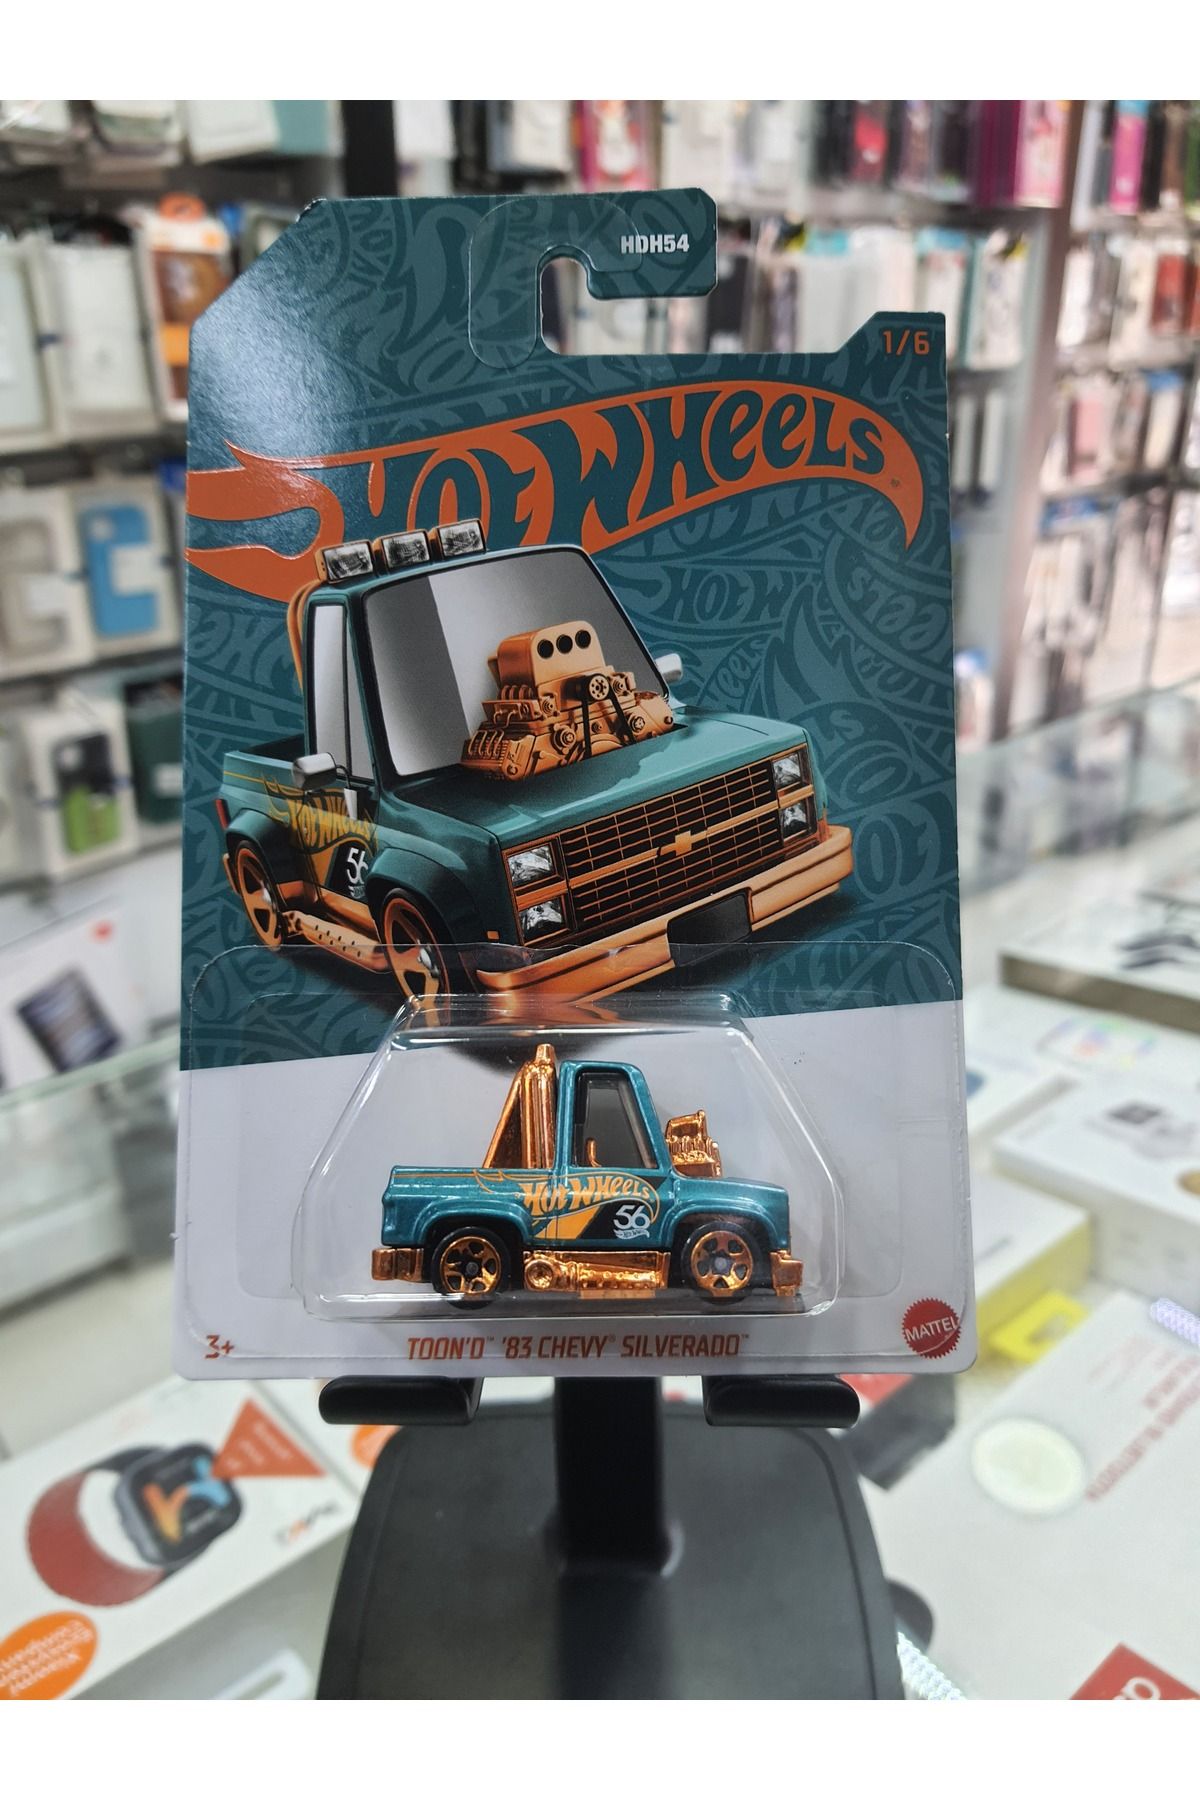 HDH54
1/6
HOT WHEELS
HOT WHEELS
56
HOT WHEELS
56
3+
TOON'D™ '83 CHEVY® SILVERADO™
MATTEL